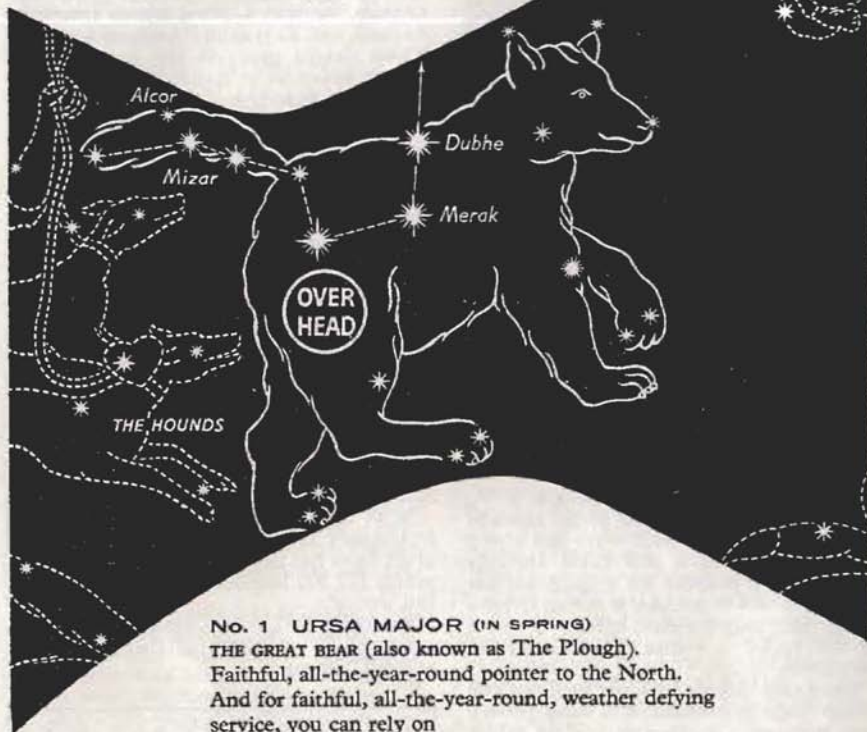 Alcor
Mizar
Dubhe
Merak
OVER
HEAD
THE HOUNDS
No. 1 URSA MAJOR (IN SPRING)
THE GREAT BEAR (also known as The Plough).
Faithful, all-the-year-round pointer to the North.
And for faithful, all-the-year-round, weather defying
service, you can rely on